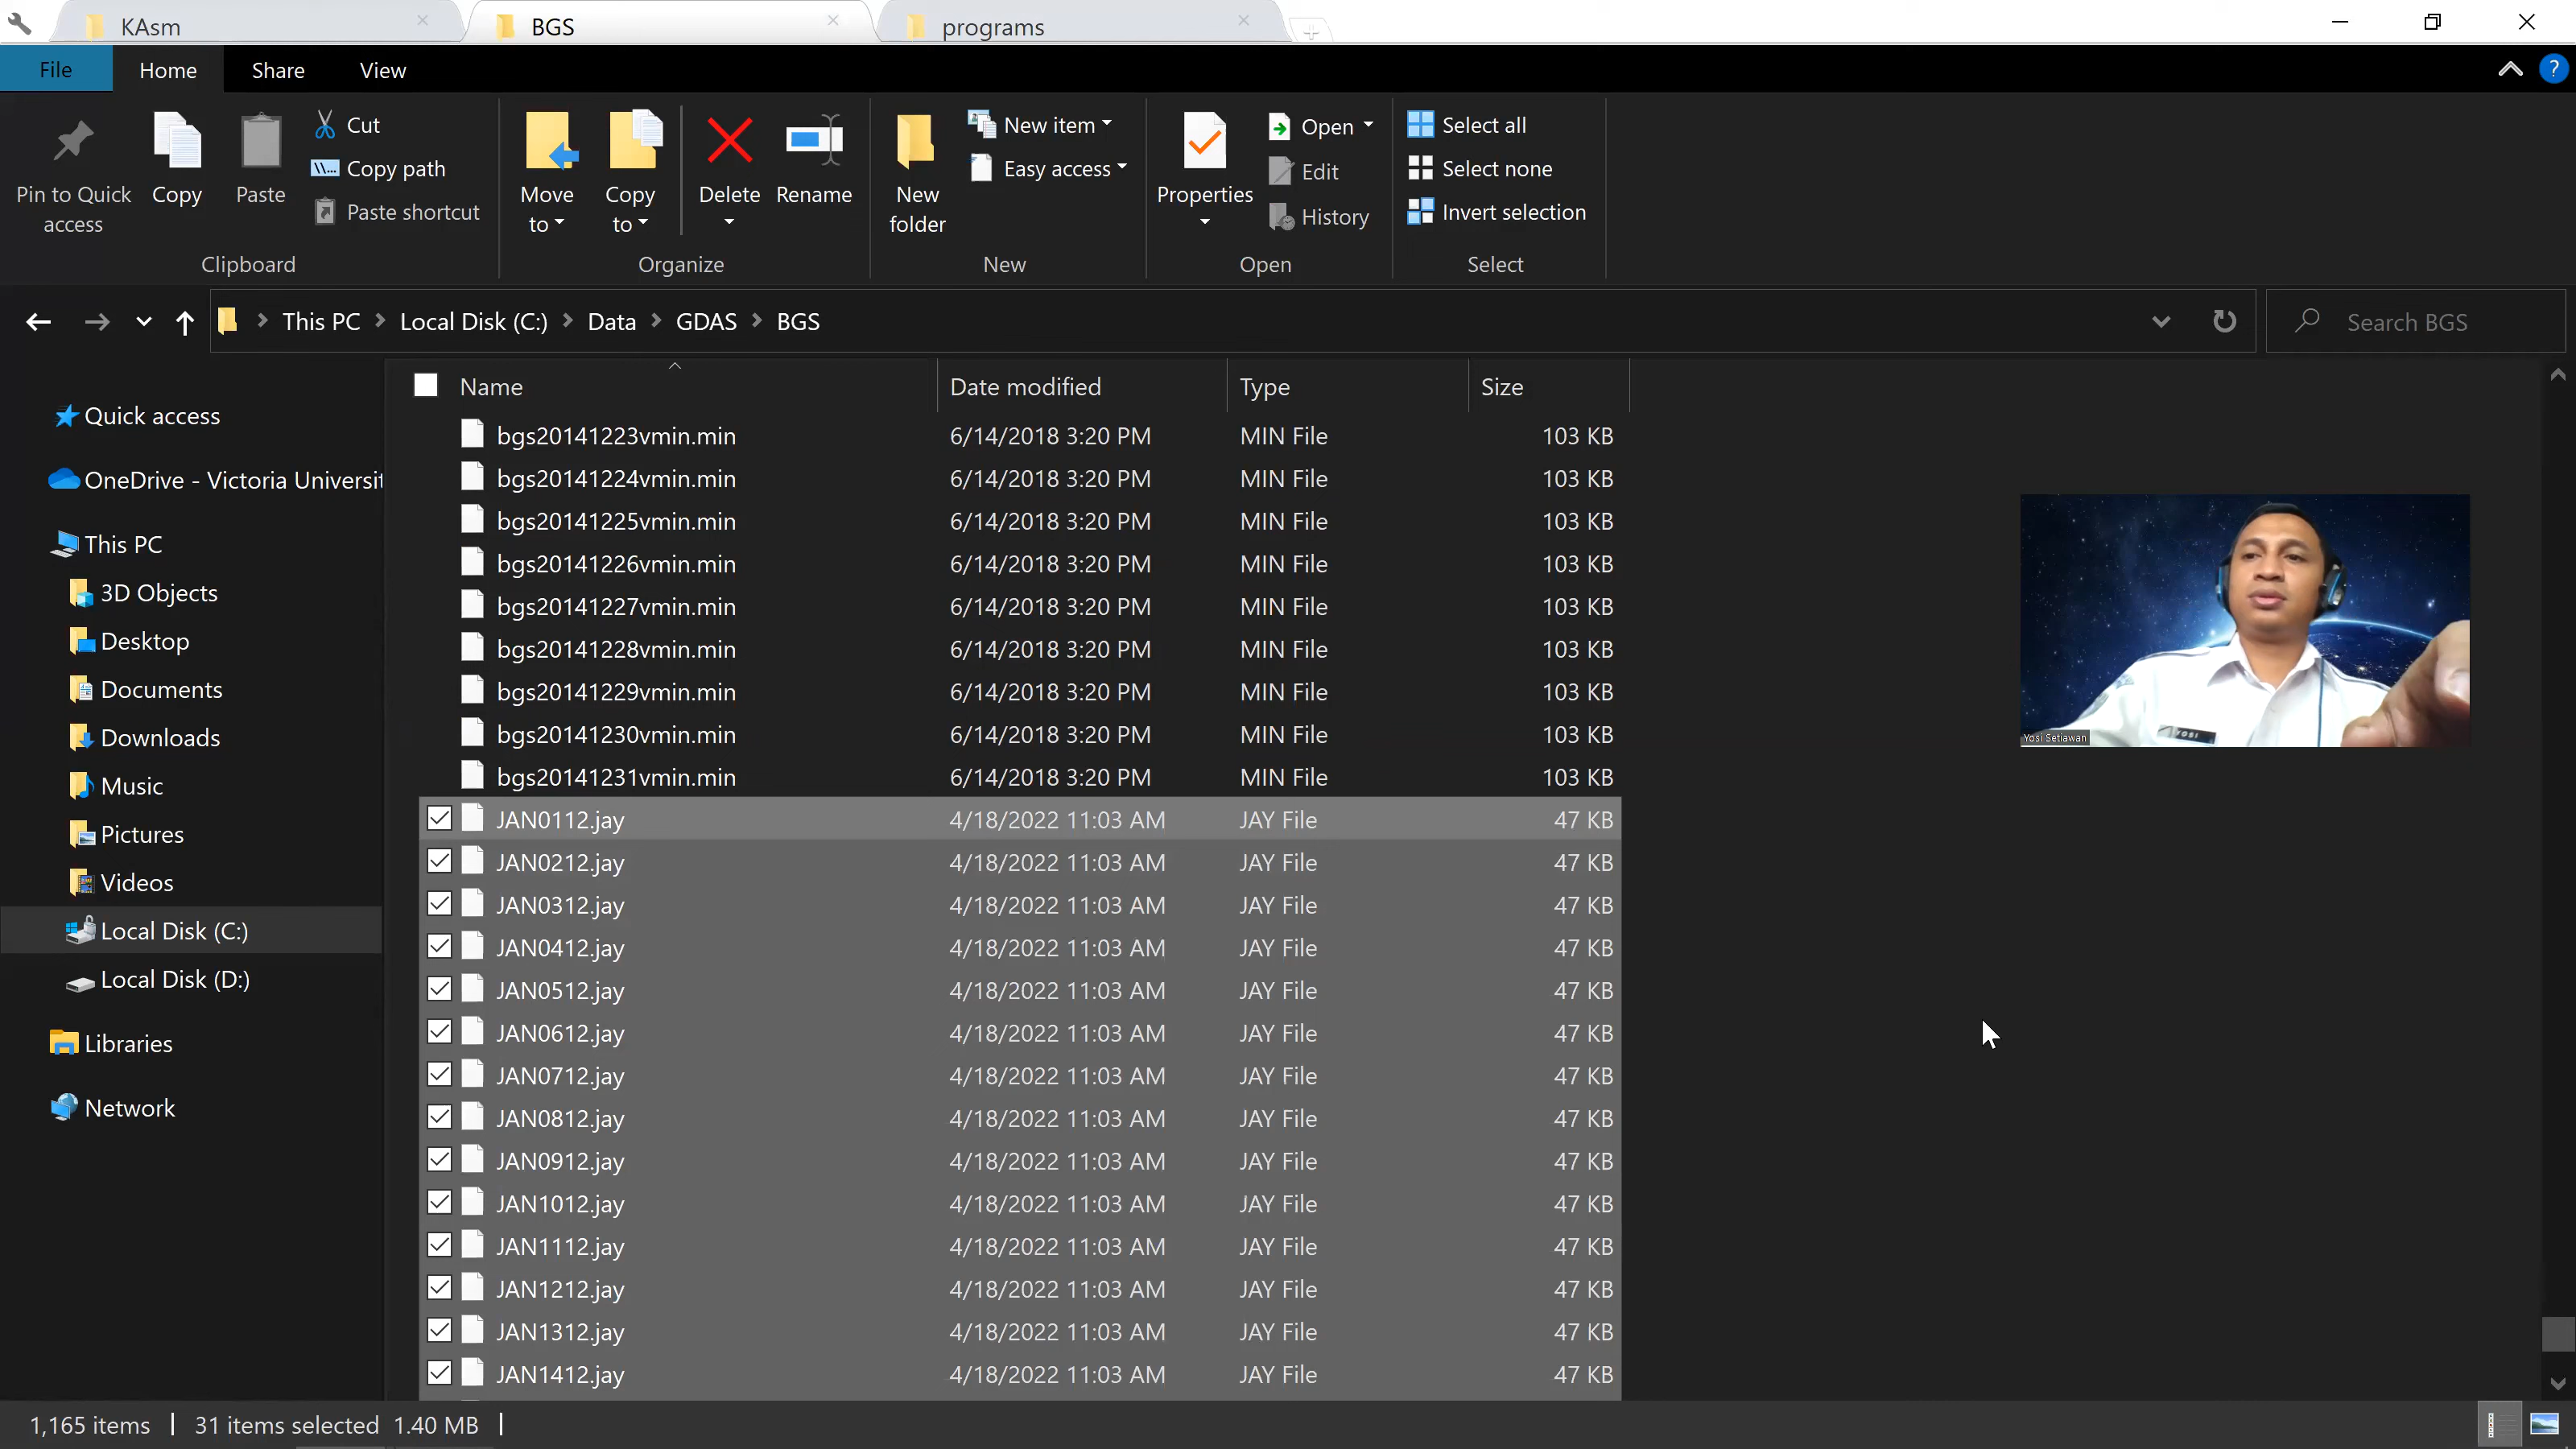 KAsm
BGS
programs
File
Home
Share
View
Pin to Quick
access
Copy
Paste
Cut
Copy path
Paste shortcut
Clipboard
Move
to
Copy
to
Delete
Rename
Organize
New
folder
New item
Easy access
New
Properties
Open
Edit
History
Open
Select all
Select none
Invert selection
Select
This PC > Local Disk (C:) > Data > GDAS > BGS
Search BGS
Quick access
OneDrive - Victoria Universit
This PC
3D Objects
Desktop
Documents
Downloads
Music
Pictures
Videos
Local Disk (C:)
Local Disk (D:)
Libraries
Network
Name Date modified Type Size
bgs20141223vmin.min 6/14/2018 3:20 PM MIN File 103 KB
bgs20141224vmin.min 6/14/2018 3:20 PM MIN File 103 KB
bgs20141225vmin.min 6/14/2018 3:20 PM MIN File 103 KB
bgs20141226vmin.min 6/14/2018 3:20 PM MIN File 103 KB
bgs20141227vmin.min 6/14/2018 3:20 PM MIN File 103 KB
bgs20141228vmin.min 6/14/2018 3:20 PM MIN File 103 KB
bgs20141229vmin.min 6/14/2018 3:20 PM MIN File 103 KB
bgs20141230vmin.min 6/14/2018 3:20 PM MIN File 103 KB
bgs20141231vmin.min 6/14/2018 3:20 PM MIN File 103 KB
JAN0112.jay 4/18/2022 11:03 AM JAY File 47 KB
JAN0212.jay 4/18/2022 11:03 AM JAY File 47 KB
JAN0312.jay 4/18/2022 11:03 AM JAY File 47 KB
JAN0412.jay 4/18/2022 11:03 AM JAY File 47 KB
JAN0512.jay 4/18/2022 11:03 AM JAY File 47 KB
JAN0612.jay 4/18/2022 11:03 AM JAY File 47 KB
JAN0712.jay 4/18/2022 11:03 AM JAY File 47 KB
JAN0812.jay 4/18/2022 11:03 AM JAY File 47 KB
JAN0912.jay 4/18/2022 11:03 AM JAY File 47 KB
JAN1012.jay 4/18/2022 11:03 AM JAY File 47 KB
JAN1112.jay 4/18/2022 11:03 AM JAY File 47 KB
JAN1212.jay 4/18/2022 11:03 AM JAY File 47 KB
JAN1312.jay 4/18/2022 11:03 AM JAY File 47 KB
JAN1412.jay 4/18/2022 11:03 AM JAY File 47 KB
YOSI
Yosi Setiawan
1,165 items | 31 items selected 1.40 MB |